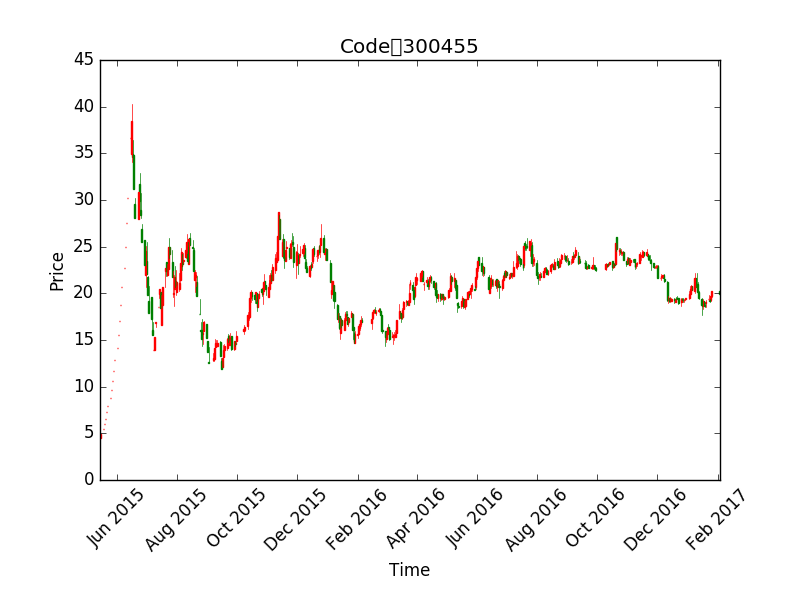 Code▯300455
45
40
35
30
25
20
15
10
5
0
Price
Jun 2015
Aug 2015
Oct 2015
Dec 2015
Feb 2016
Apr 2016
Jun 2016
Aug 2016
Oct 2016
Dec 2016
Feb 2017
Time